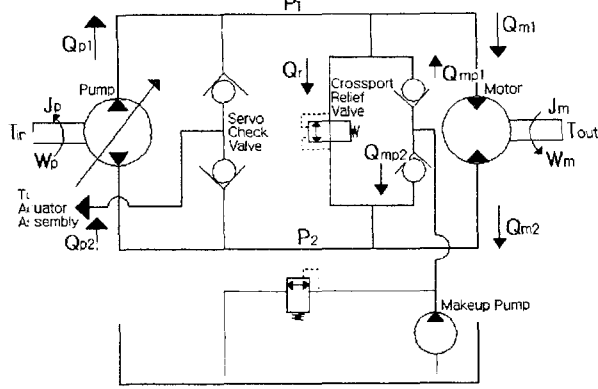 P1
Qp1
Qm1
Pump
Qr
Crossport
Relief
Valve
Qmp1
Motor
Jp
Jm
Tin
Servo
Check
Valve
Tout
Wp
Qmp2
Wm
Actuator
Assembly
Qp2
P2
Qm2
Makeup Pump